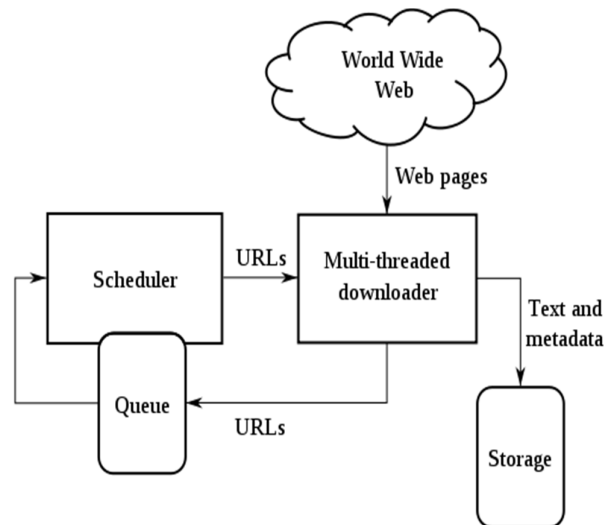 World Wide
Web
Web pages
Scheduler
URLs
Multi-threaded
downloader
Text and
metadata
Queue
URLs
Storage